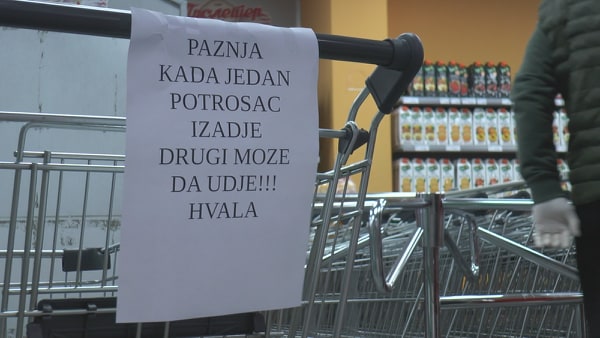 PAZNJA
KADA JEDAN
POTROSAC
IZADJE
DRUGI MOZE
DA UDJE!!!
HVALA